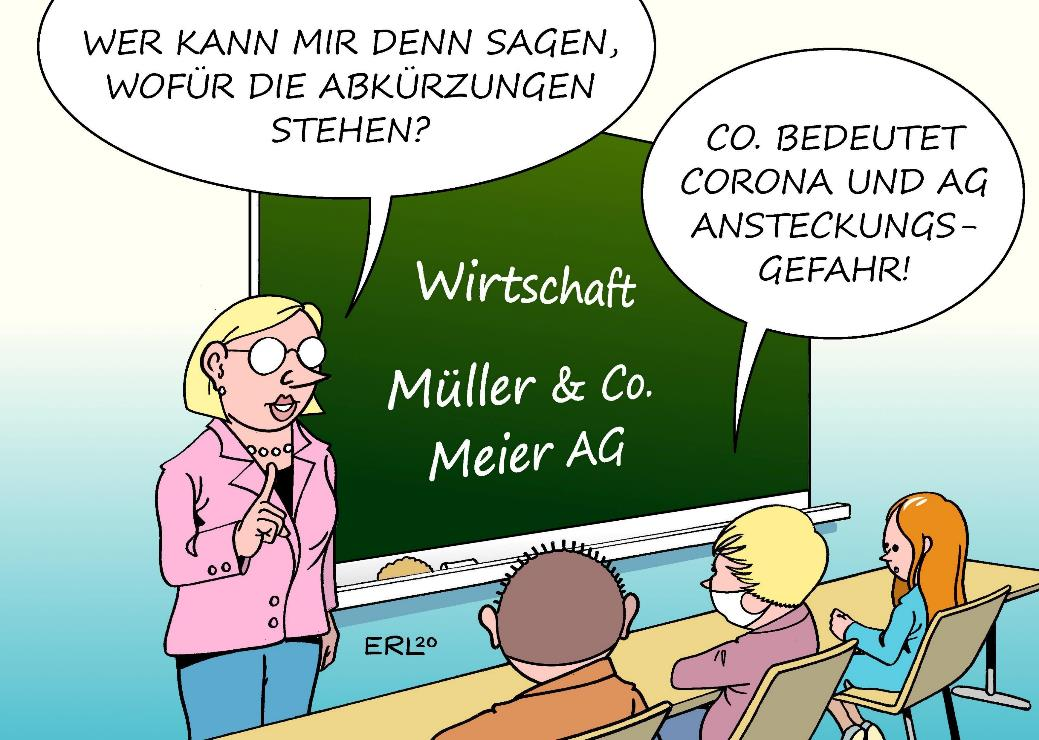 WER KANN MIR DENN SAGEN,
WOFÜR DIE ABKÜRZUNGEN
STEHEN?
CO. BEDEUTET
CORONA UND AG
ANSTECKUNGS-
GEFAHR!
Wirtschaft
Müller & Co.
Meier AG
ERL20